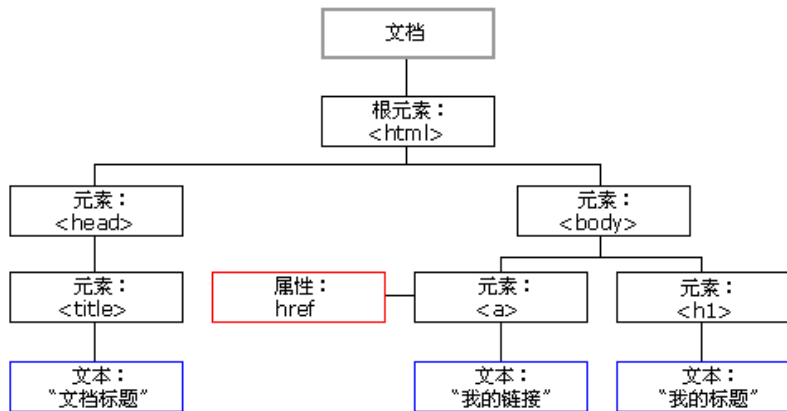 文档
根元素：
<html>
元素：
<head>
元素：
<body>
元素：
<title>
属性：
href
元素：
<a>
元素：
<h1>
文本：
“文档标题”
文本：
“我的链接”
文本：
“我的标题”